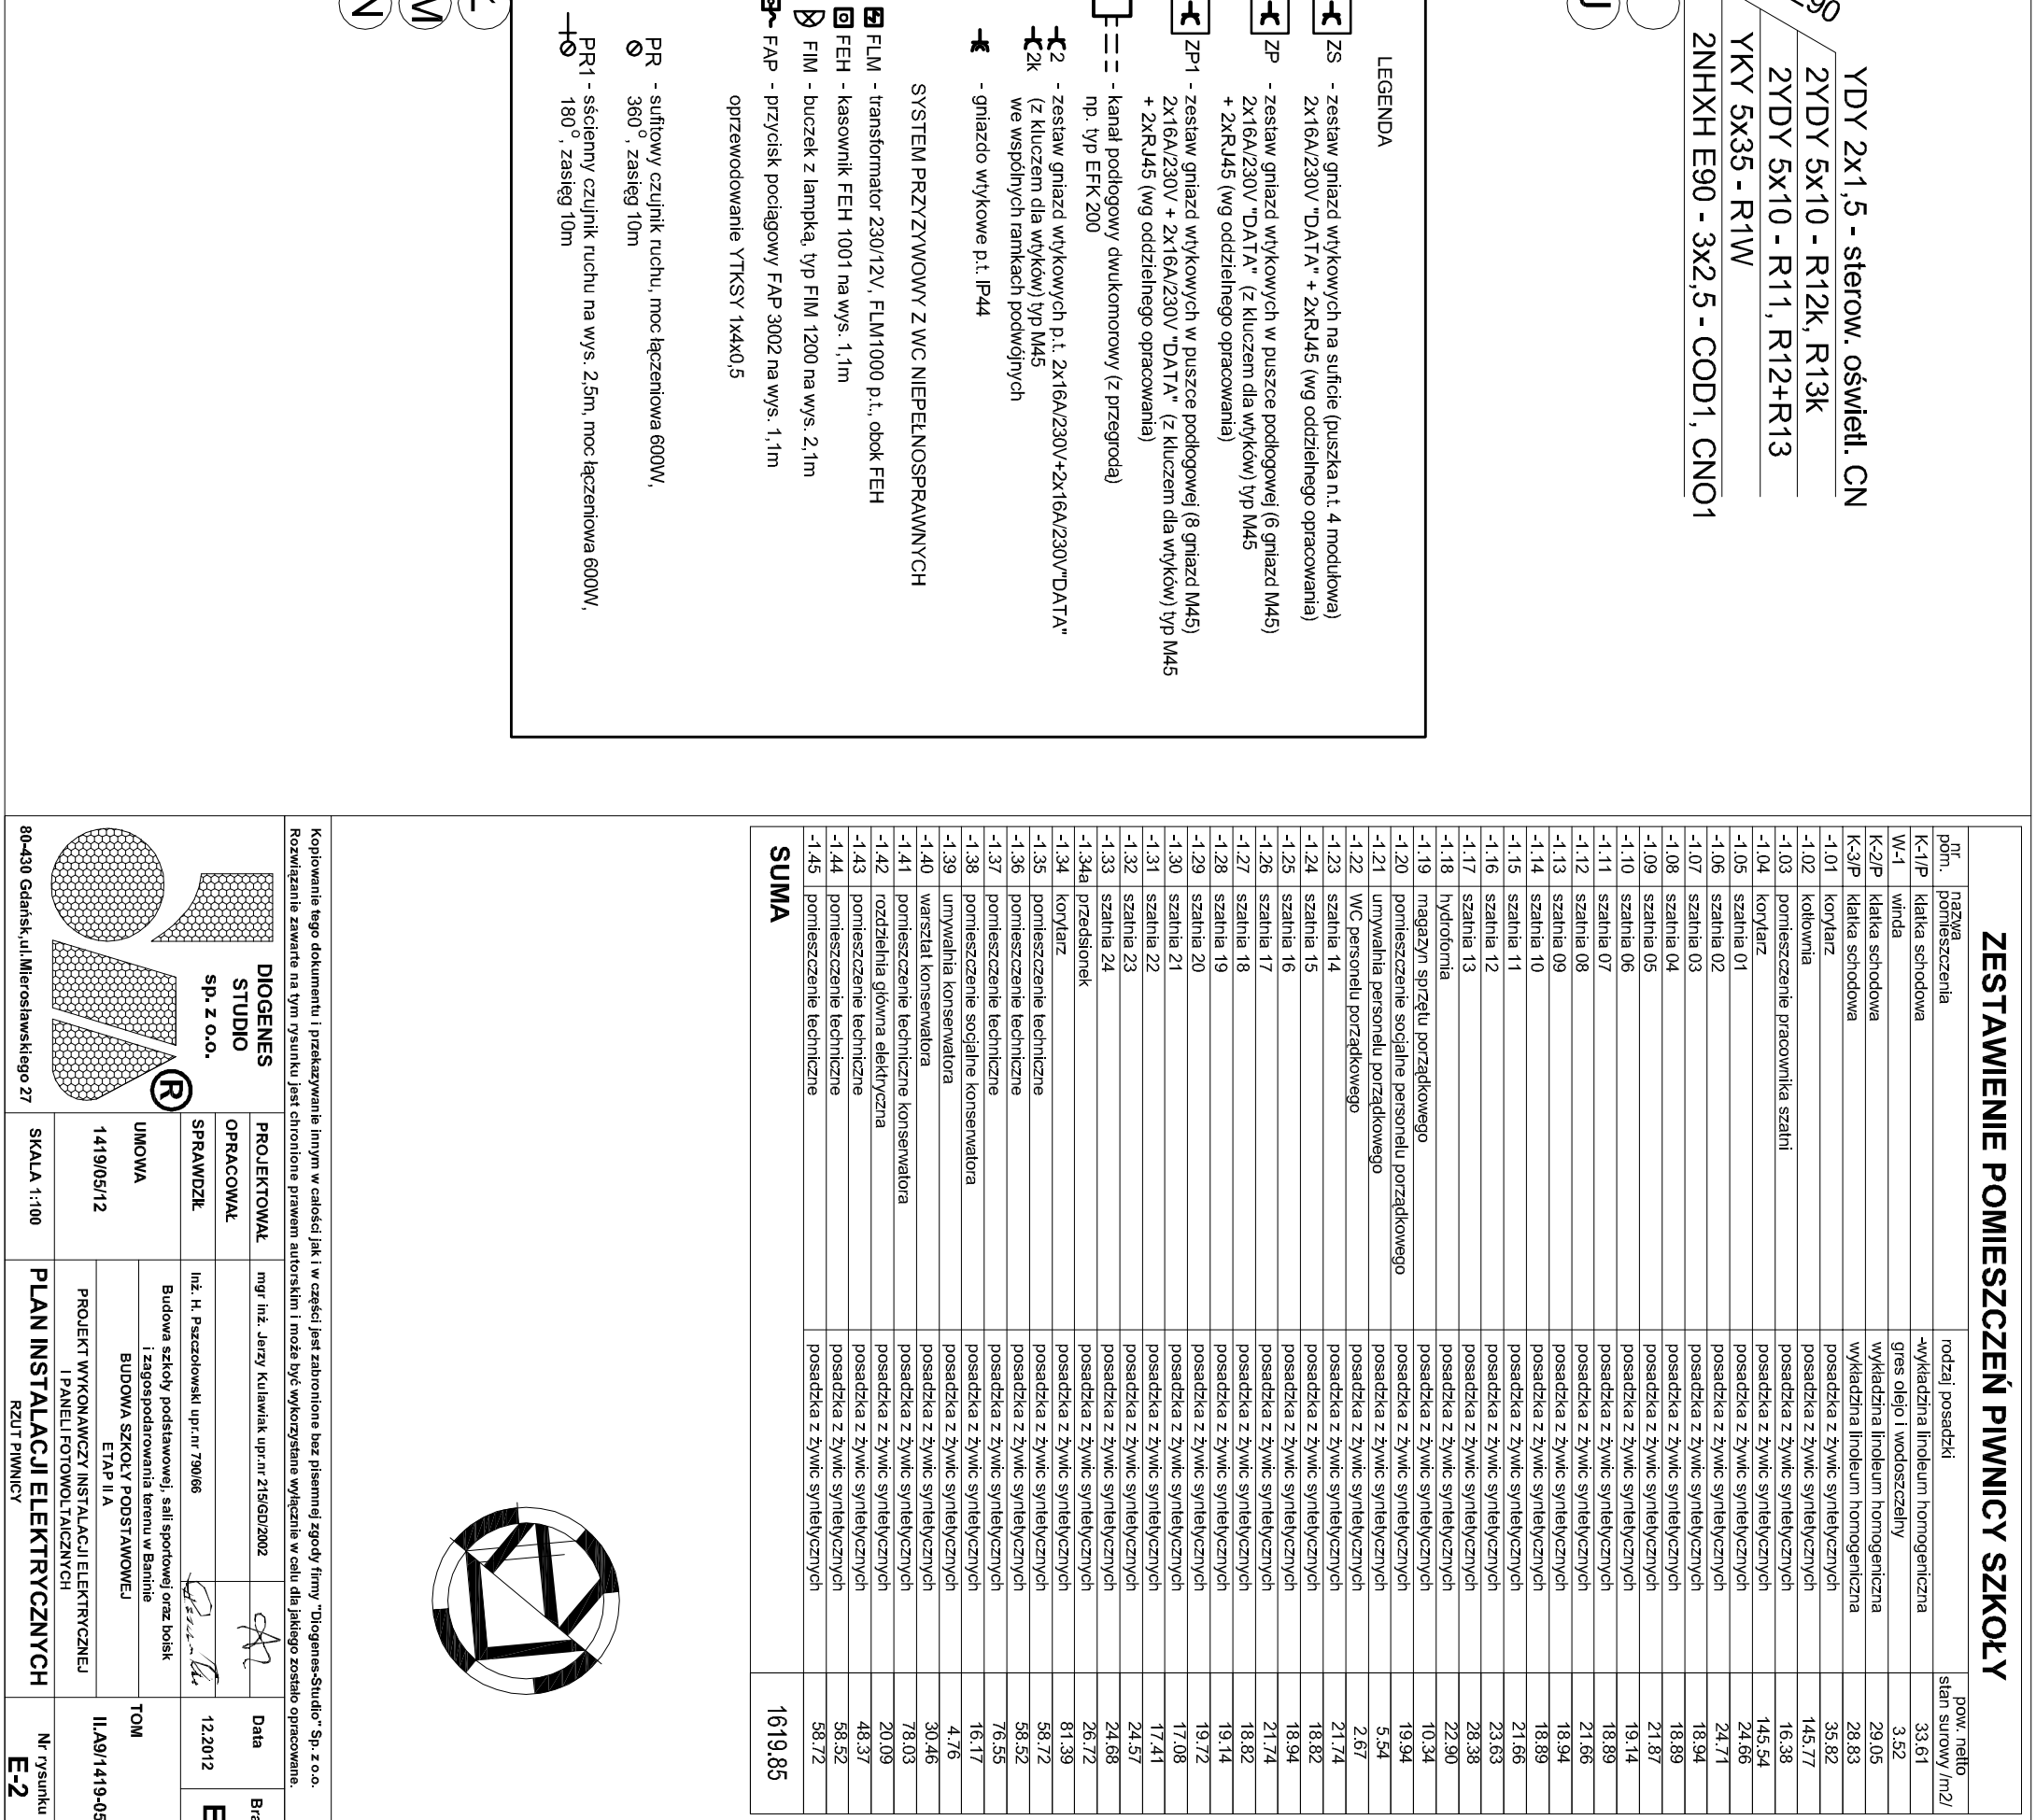 YDY 2x1,5 - sterow. oświetl. CN
2YDY 5x10 - R12k, R13k
2YDY 5x10 - R11, R12+R13
YKY 5x35 - R1W
2NHXH E90 - 3x2,5 - COD1, CNO1
LEGENDA
ZS - zestaw gniazd wtykowych na suficie (puszka n.t. 4 modułowa)
2x16A/230V "DATA" + 2xRJ45 (wg oddzielnego opracowania)
ZP - zestaw gniazd wtykowych w puszce podłogowej (6 gniazd M45)
2x16A/230V "DATA" (z kluczem dla wtyków) typ M45
+ 2xRJ45 (wg oddzielnego opracowania)
ZP1 - zestaw gniazd wtykowych w puszce podłogowej (8 gniazd M45)
2x16A/230V + 2x16A/230V "DATA" (z kluczem dla wtyków) typ M45
+ 2xRJ45 (wg oddzielnego opracowania)
- kanał podłogowy dwukomorowy (z przegrodą)
np. typ EFK 200
2 - zestaw gniazd wtykowych p.t. 2x16A/230V+2x16A/230V"DATA"
2k (z kluczem dla wtyków) typ M45
we wspólnych ramkach podwójnych
- gniazdo wtykowe p.t. IP44
SYSTEM PRZYZYWOWY Z WC NIEPEŁNOSPRAWNYCH
FLM - transformator 230/12V, FLM1000 p.t., obok FEH
FEH - kasownik FEH 1001 na wys. 1,1m
FIM - buczek z lampką, typ FIM 1200 na wys. 2,1m
FAP - przycisk pociągowy FAP 3002 na wys. 1,1m
oprzewodowanie YTKSY 1x4x0,5
PR - sufitowy czujnik ruchu, moc łączeniowa 600W,
360°, zasięg 10m
PR1 - sścienny czujnik ruchu na wys. 2,5m, moc łączeniowa 600W,
180°, zasięg 10m
J
M
N
ZESTAWIENIE POMIESZCZEŃ PIWNICY SZKOŁY
nr. pom. nazwa pomieszczenia rodzaj posadzki pow. netto stan surowy /m2/
K-1/P klatka schodowa -wykładzina linoleum homogeniczna 33.61
W-1 winda gres olejo i wodoszczelny 3.52
K-2/P klatka schodowa wykładzina linoleum homogeniczna 29.05
K-3/P klatka schodowa wykładzina linoleum homogeniczna 28.83
-1.01 korytarz posadzka z żywic syntetycznych 35.82
-1.02 kotłownia posadzka z żywic syntetycznych 145.77
-1.03 pomieszczenie pracownika szatni posadzka z żywic syntetycznych 16.38
-1.04 korytarz posadzka z żywic syntetycznych 145.54
-1.05 szatnia 01 posadzka z żywic syntetycznych 24.66
-1.06 szatnia 02 posadzka z żywic syntetycznych 24.71
-1.07 szatnia 03 posadzka z żywic syntetycznych 18.94
-1.08 szatnia 04 posadzka z żywic syntetycznych 18.89
-1.09 szatnia 05 posadzka z żywic syntetycznych 21.87
-1.10 szatnia 06 posadzka z żywic syntetycznych 19.14
-1.11 szatnia 07 posadzka z żywic syntetycznych 18.89
-1.12 szatnia 08 posadzka z żywic syntetycznych 21.66
-1.13 szatnia 09 posadzka z żywic syntetycznych 18.94
-1.14 szatnia 10 posadzka z żywic syntetycznych 18.89
-1.15 szatnia 11 posadzka z żywic syntetycznych 21.66
-1.16 szatnia 12 posadzka z żywic syntetycznych 23.63
-1.17 szatnia 13 posadzka z żywic syntetycznych 28.38
-1.18 hydrofornia posadzka z żywic syntetycznych 22.90
-1.19 magazyn sprzętu porządkowego posadzka z żywic syntetycznych 10.34
-1.20 pomieszczenie socjalne personelu porządkowego posadzka z żywic syntetycznych 19.94
-1.21 umywalnia personelu porządkowego posadzka z żywic syntetycznych 5.54
-1.22 WC personelu porządkowego posadzka z żywic syntetycznych 2.67
-1.23 szatnia 14 posadzka z żywic syntetycznych 21.74
-1.24 szatnia 15 posadzka z żywic syntetycznych 18.82
-1.25 szatnia 16 posadzka z żywic syntetycznych 18.94
-1.26 szatnia 17 posadzka z żywic syntetycznych 21.74
-1.27 szatnia 18 posadzka z żywic syntetycznych 18.82
-1.28 szatnia 19 posadzka z żywic syntetycznych 19.14
-1.29 szatnia 20 posadzka z żywic syntetycznych 19.72
-1.30 szatnia 21 posadzka z żywic syntetycznych 17.08
-1.31 szatnia 22 posadzka z żywic syntetycznych 17.41
-1.32 szatnia 23 posadzka z żywic syntetycznych 24.57
-1.33 szatnia 24 posadzka z żywic syntetycznych 24.68
-1.34a przedsionek posadzka z żywic syntetycznych 26.72
-1.34 korytarz posadzka z żywic syntetycznych 81.39
-1.35 pomieszczenie techniczne posadzka z żywic syntetycznych 58.72
-1.36 pomieszczenie techniczne posadzka z żywic syntetycznych 58.52
-1.37 pomieszczenie techniczne posadzka z żywic syntetycznych 76.55
-1.38 pomieszczenie socjalne konserwatora posadzka z żywic syntetycznych 16.17
-1.39 umywalnia konserwatora posadzka z żywic syntetycznych 4.76
-1.40 warsztat konserwatora posadzka z żywic syntetycznych 30.46
-1.41 pomieszczenie techniczne konserwatora posadzka z żywic syntetycznych 78.03
-1.42 rozdzielnia główna elektryczna posadzka z żywic syntetycznych 20.09
-1.43 pomieszczenie techniczne posadzka z żywic syntetycznych 48.37
-1.44 pomieszczenie techniczne posadzka z żywic syntetycznych 58.52
-1.45 pomieszczenie techniczne posadzka z żywic syntetycznych 58.72
SUMA 1619.85
Kopiowanie tego dokumentu i przekazywanie innym w całości jak i w części jest zabronione bez pisemnej zgody firmy "Diogenes-Studio" Sp. z o.o.
Rozwiązanie zawarte na tym rysunku jest chronione prawem autorskim i może być wykorzystane wyłącznie w celu dla jakiego zostało opracowane.
DIOGENES
STUDIO
sp. z o.o.
®
80-430 Gdańsk,ul.Mierosławskiego 27
PROJEKTOWAŁ mgr inż. Jerzy Kulawiak upr.nr 215/GD/2002
OPRACOWAŁ
SPRAWDZIŁ Inż. H. Pszczołowski upr.nr 790/66
Data
12.2012
UMOWA
1419/05/12
Budowa szkoły podstawowej, sali sportowej oraz boisk
i zagospodarowania terenu w Baninie
BUDOWA SZKOŁY PODSTAWOWEJ
ETAP II A
PROJEKT WYKONAWCZY INSTALACJI ELEKTRYCZNEJ
I PANELI FOTOWOLTAICZNYCH
TOM
II.A9/1419-05
SKALA 1:100
PLAN INSTALACJI ELEKTRYCZNYCH
RZUT PIWNICY
Nr rysunku
E-2